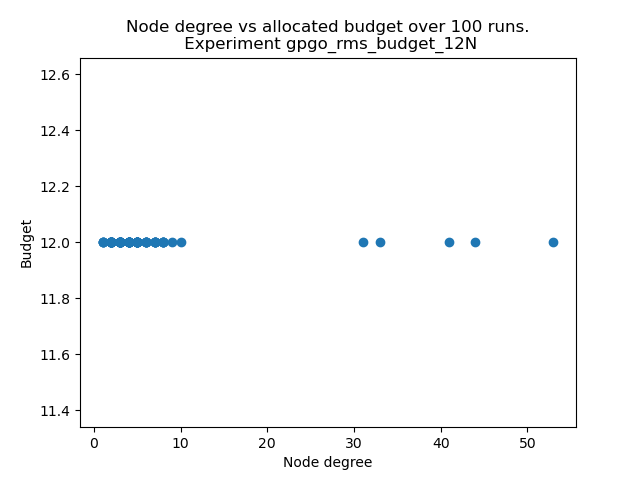 Node degree vs allocated budget over 100 runs.
Experiment gpgo_rms_budget_12N
12.6
12.4
12.2
12.0
11.8
11.6
11.4
Budget
0 10 20 30 40 50
Node degree